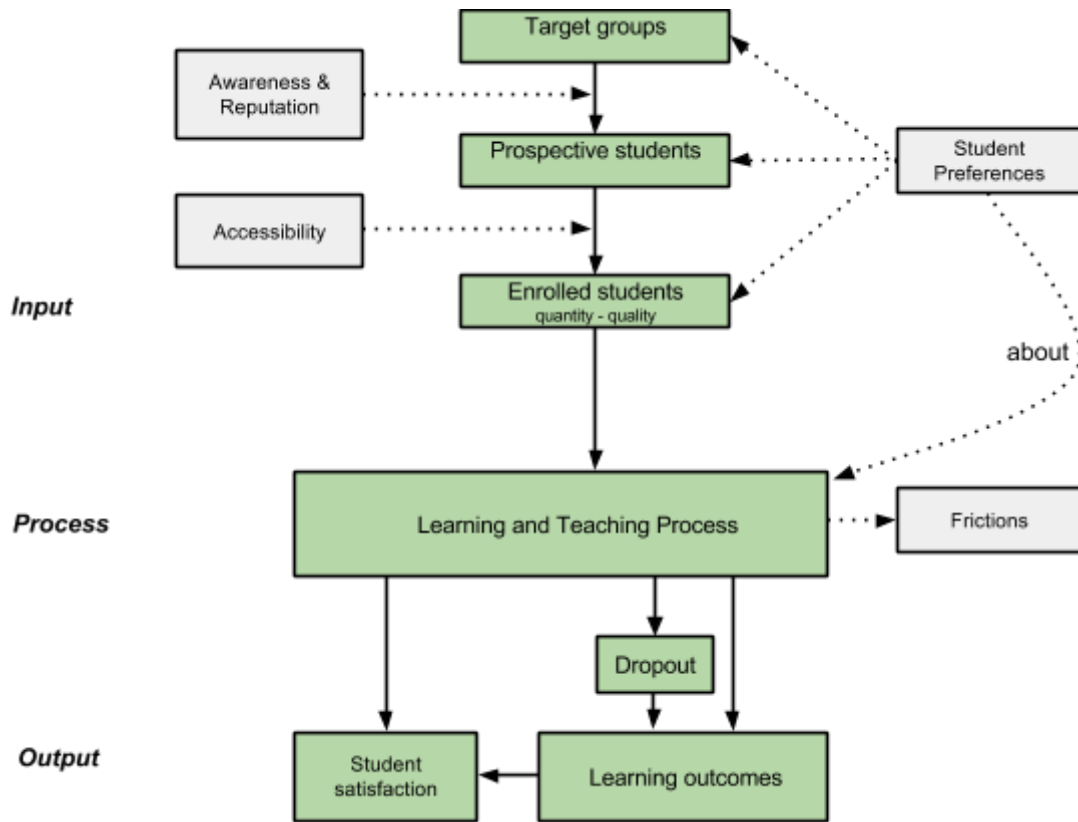 Target groups
Awareness &
Reputation
Prospective students
Student
Preferences
Accessibility
Enrolled students
quantity - quality
Input
about
Learning and Teaching Process
Process
Frictions
Dropout
Output
Student
satisfaction
Learning outcomes